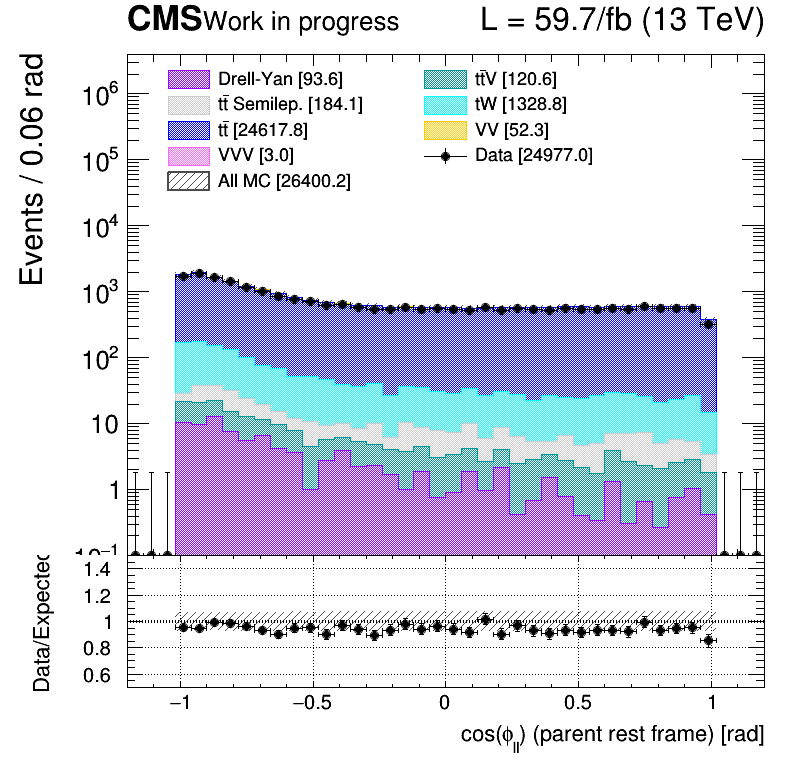 CMS Work in progress L = 59.7/fb (13 TeV)
Events / 0.06 rad
Drell-Yan [93.6]
tt̄ Semilep. [184.1]
tt̄ [24617.8]
VVV [3.0]
All MC [26400.2]
tt̄V [120.6]
tW [1328.8]
VV [52.3]
Data [24977.0]
10⁶
10⁵
10⁴
10³
10²
10
1
10⁻¹
Data/Expected
1.4
1.2
1
0.8
0.6
−1 −0.5 0 0.5 1
cos(ϕ_ll) (parent rest frame) [rad]